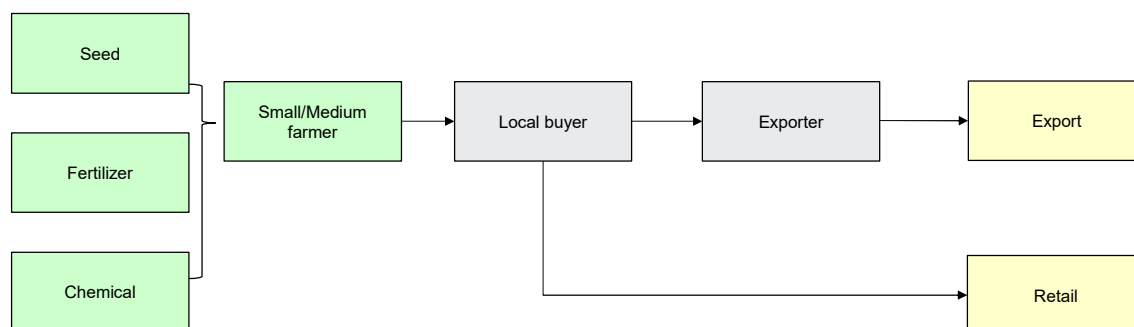 Seed
Fertilizer
Chemical
Small/Medium
farmer
Local buyer
Exporter
Export
Retail